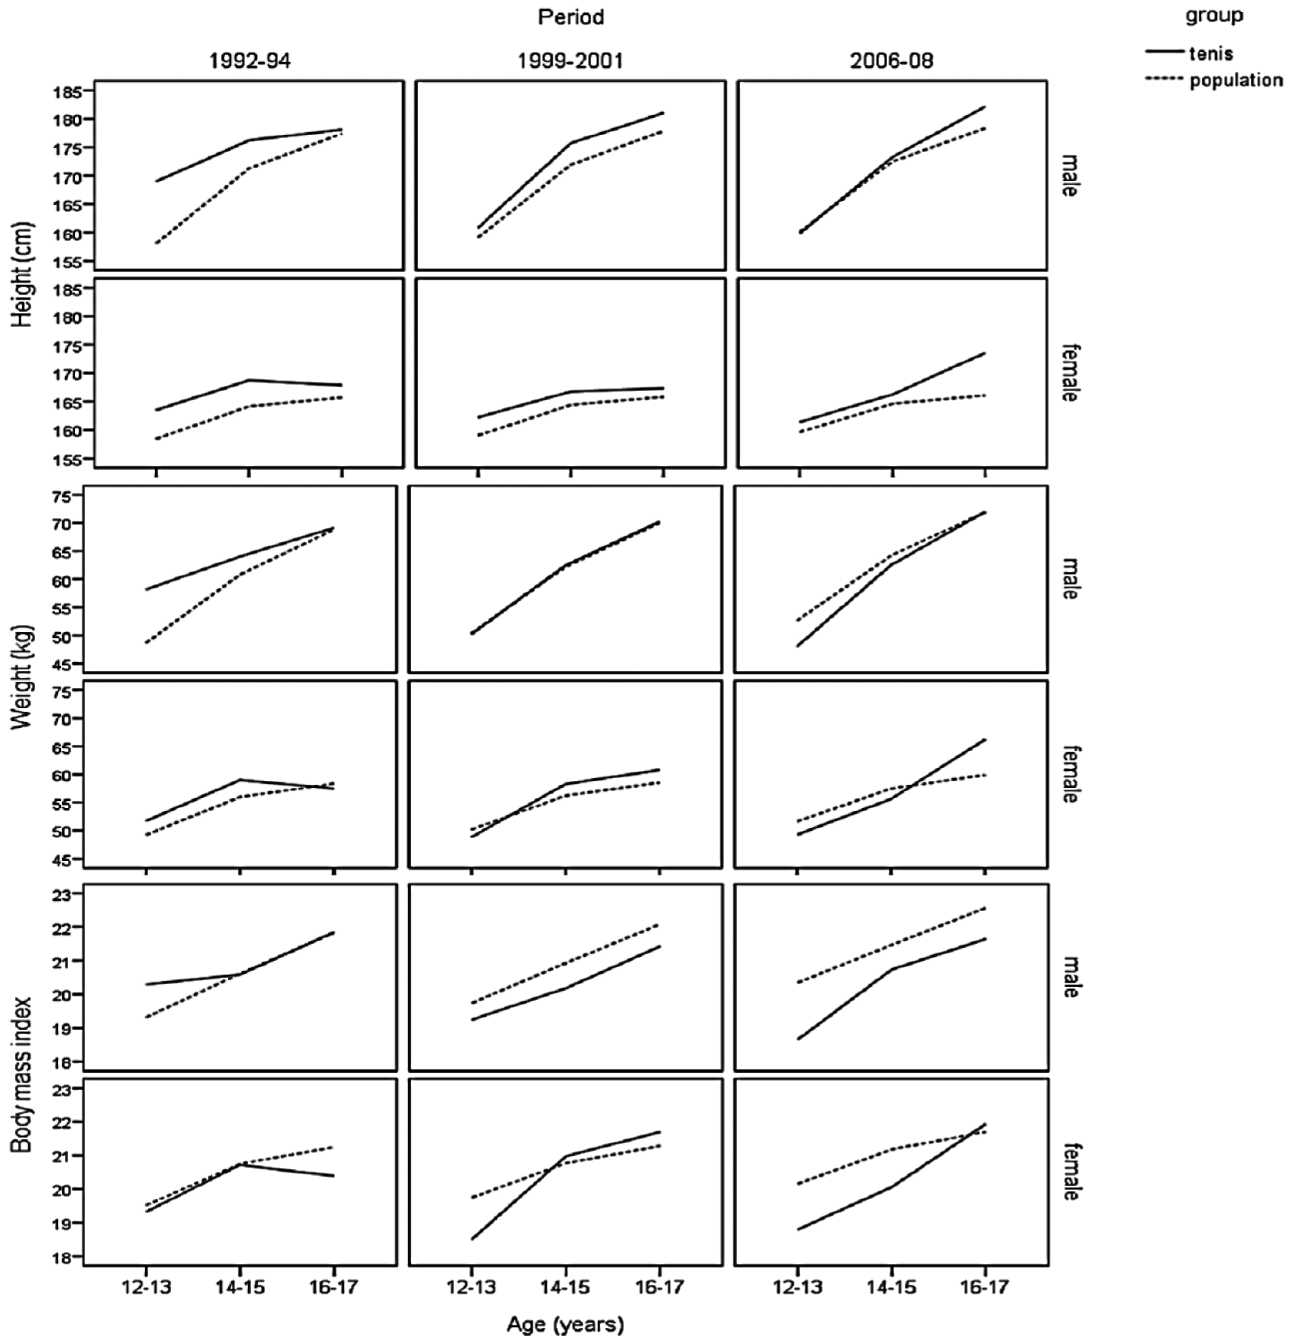 Period
group
1992-94 1999-2001 2006-08
tenis
population
Height (cm)
185
180
175
170
165
160
155
male
185
180
175
170
165
160
155
female
Weight (kg)
75
70
65
60
55
50
45
male
75
70
65
60
55
50
45
female
Body mass index
23
22
21
20
19
18
male
23
22
21
20
19
18
female
12-13 14-15 16-17 12-13 14-15 16-17 12-13 14-15 16-17
Age (years)